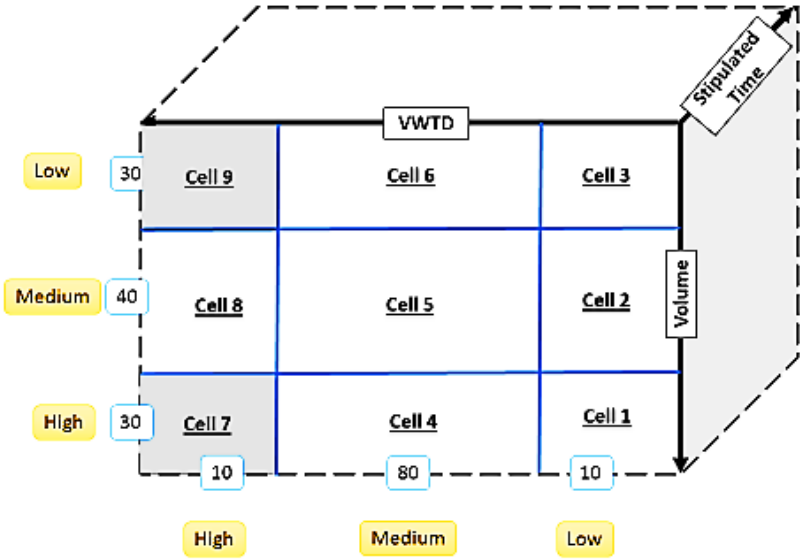 Stipulated
Time
VWTD
Low
30
Cell 9
Cell 6
Cell 3
Medium
40
Cell 8
Cell 5
Cell 2
Volume
High
30
Cell 7
Cell 4
Cell 1
10
80
10
High
Medium
Low